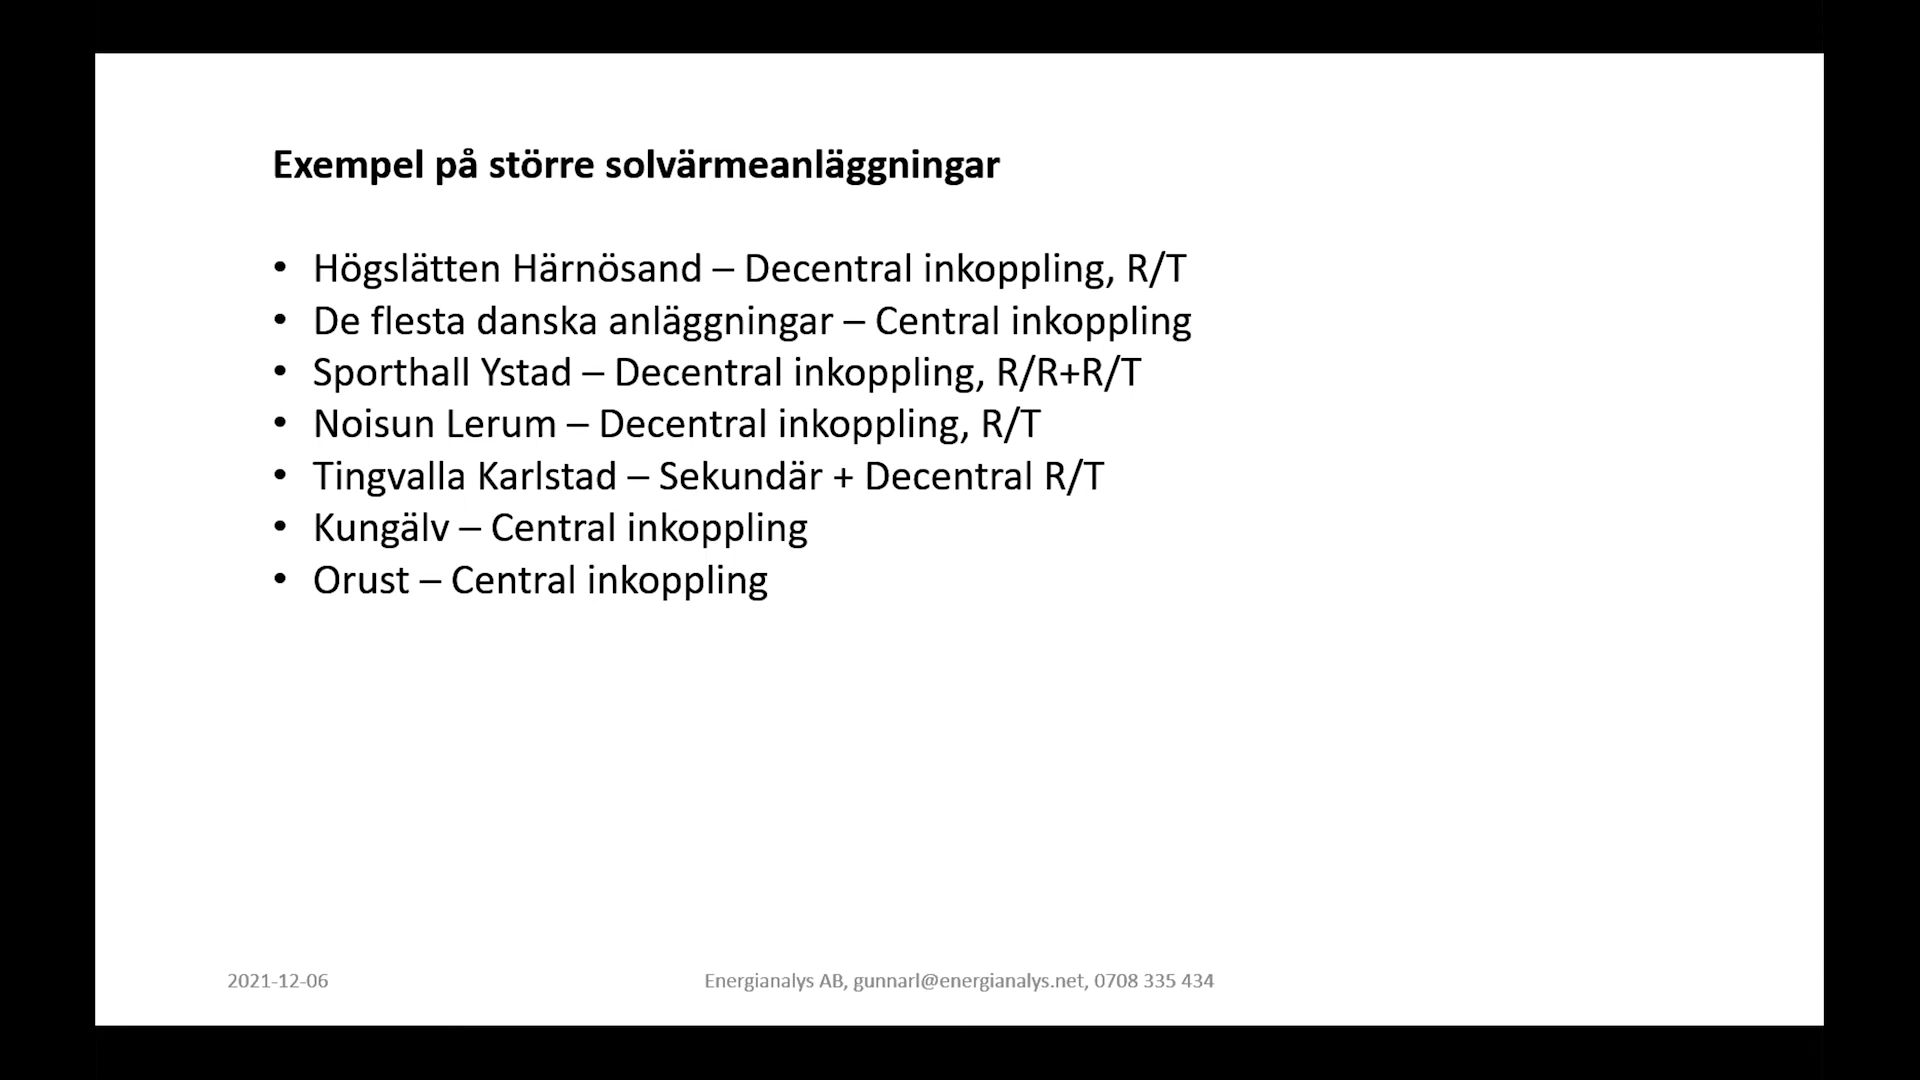 Exempel på större solvärmeanläggningar
• Högslätten Härnösand – Decentral inkoppling, R/T
• De flesta danska anläggningar – Central inkoppling
• Sporthall Ystad – Decentral inkoppling, R/R+R/T
• Noisun Lerum – Decentral inkoppling, R/T
• Tingvalla Karlstad – Sekundär + Decentral R/T
• Kungälv – Central inkoppling
• Orust – Central inkoppling
2021-12-06
Energianalys AB, gunnarl@energianalys.net, 0708 335 434